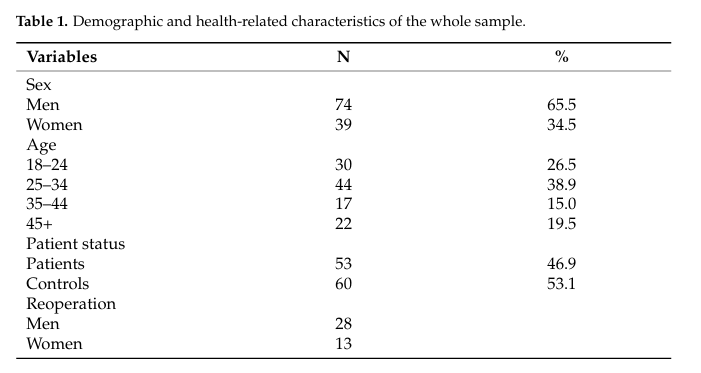 Table 1. Demographic and health-related characteristics of the whole sample.
Variables N %
Sex
Men 74 65.5
Women 39 34.5
Age
18–24 30 26.5
25–34 44 38.9
35–44 17 15.0
45+ 22 19.5
Patient status
Patients 53 46.9
Controls 60 53.1
Reoperation
Men 28
Women 13